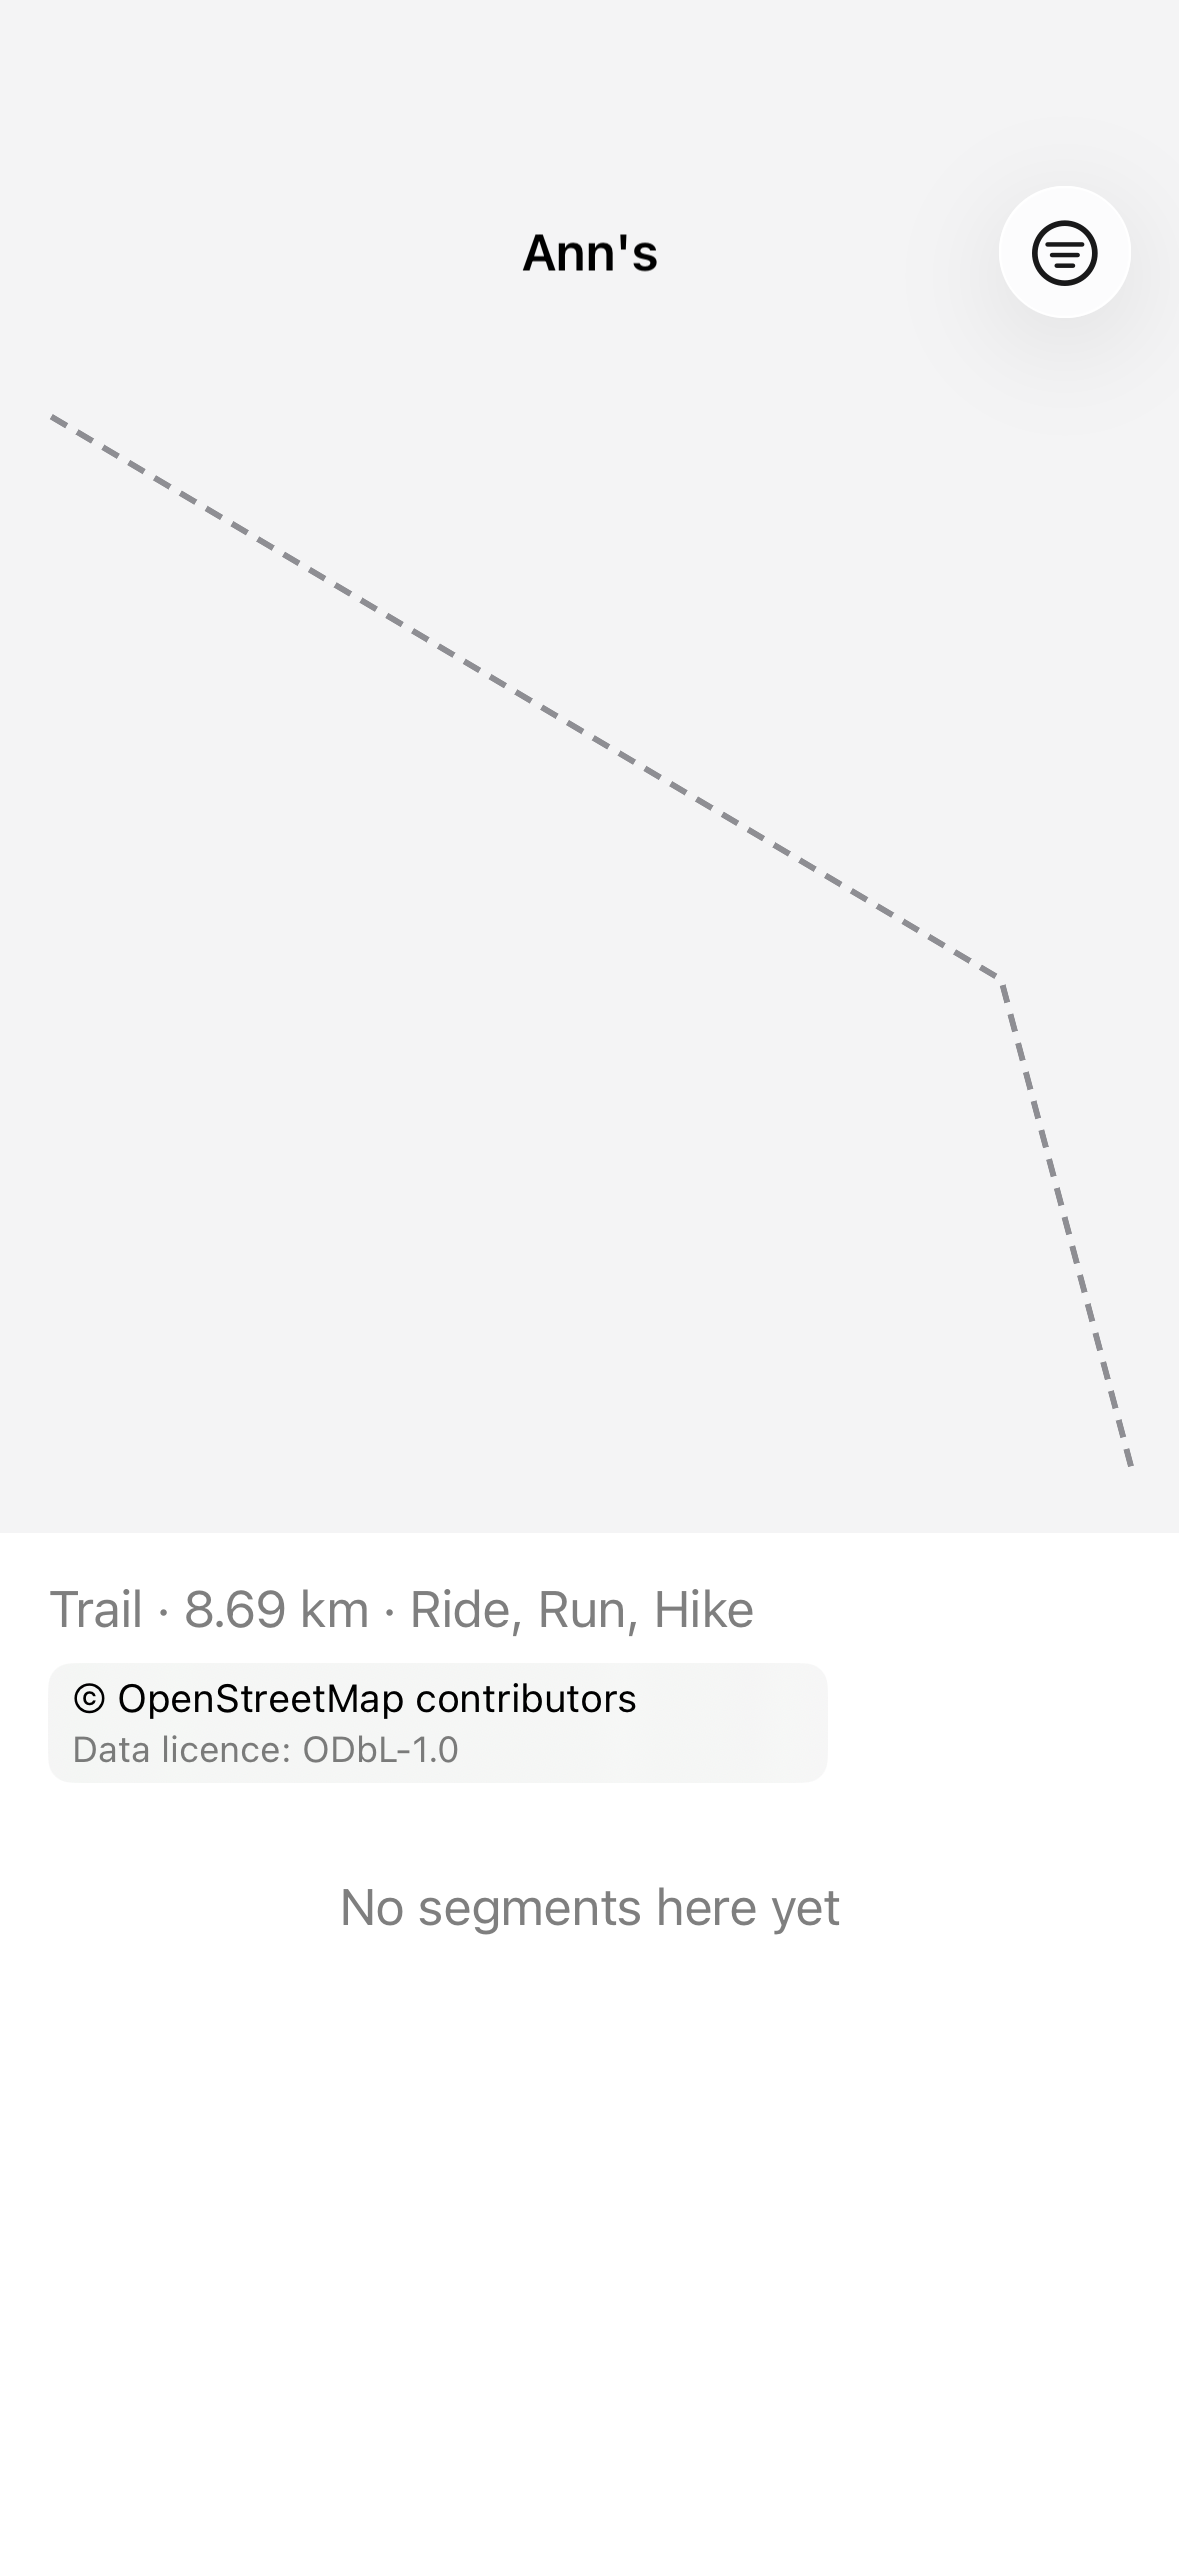 Ann's
Trail · 8.69 km · Ride, Run, Hike
© OpenStreetMap contributors
Data licence: ODbL-1.0
No segments here yet